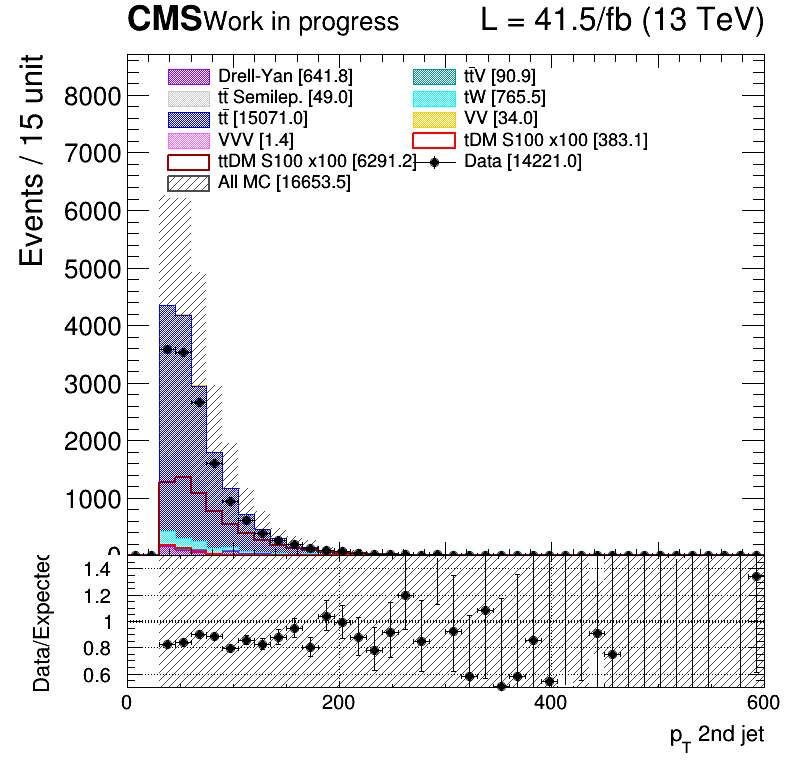 CMS Work in progress L = 41.5/fb (13 TeV)
Events / 15 unit
Drell-Yan [641.8] tt̄V [90.9]
tt̄ Semilep. [49.0] tW [765.5]
tt̄ [15071.0] VV [34.0]
VVV [1.4] tDM S100 x100 [383.1]
ttDM S100 x100 [6291.2] Data [14221.0]
All MC [16653.5]
8000
7000
6000
5000
4000
3000
2000
1000
0
Data/Expected
1.4
1.2
1
0.8
0.6
0 200 400 600
p_T 2nd jet